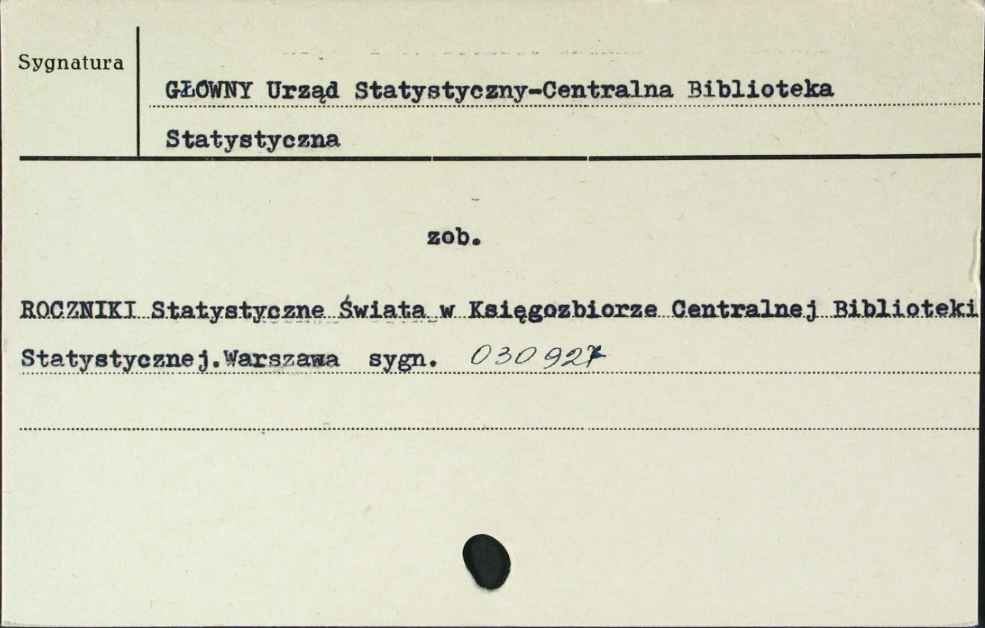 Sygnatura
GŁÓWNY Urząd Statystyczny-Centralna Biblioteka
Statystyczna
zob.
ROCZNIKI Statystyczne Świata w Księgozbiorze Centralnej Biblioteki
Statystycznej.Warszawa sygn. 030927